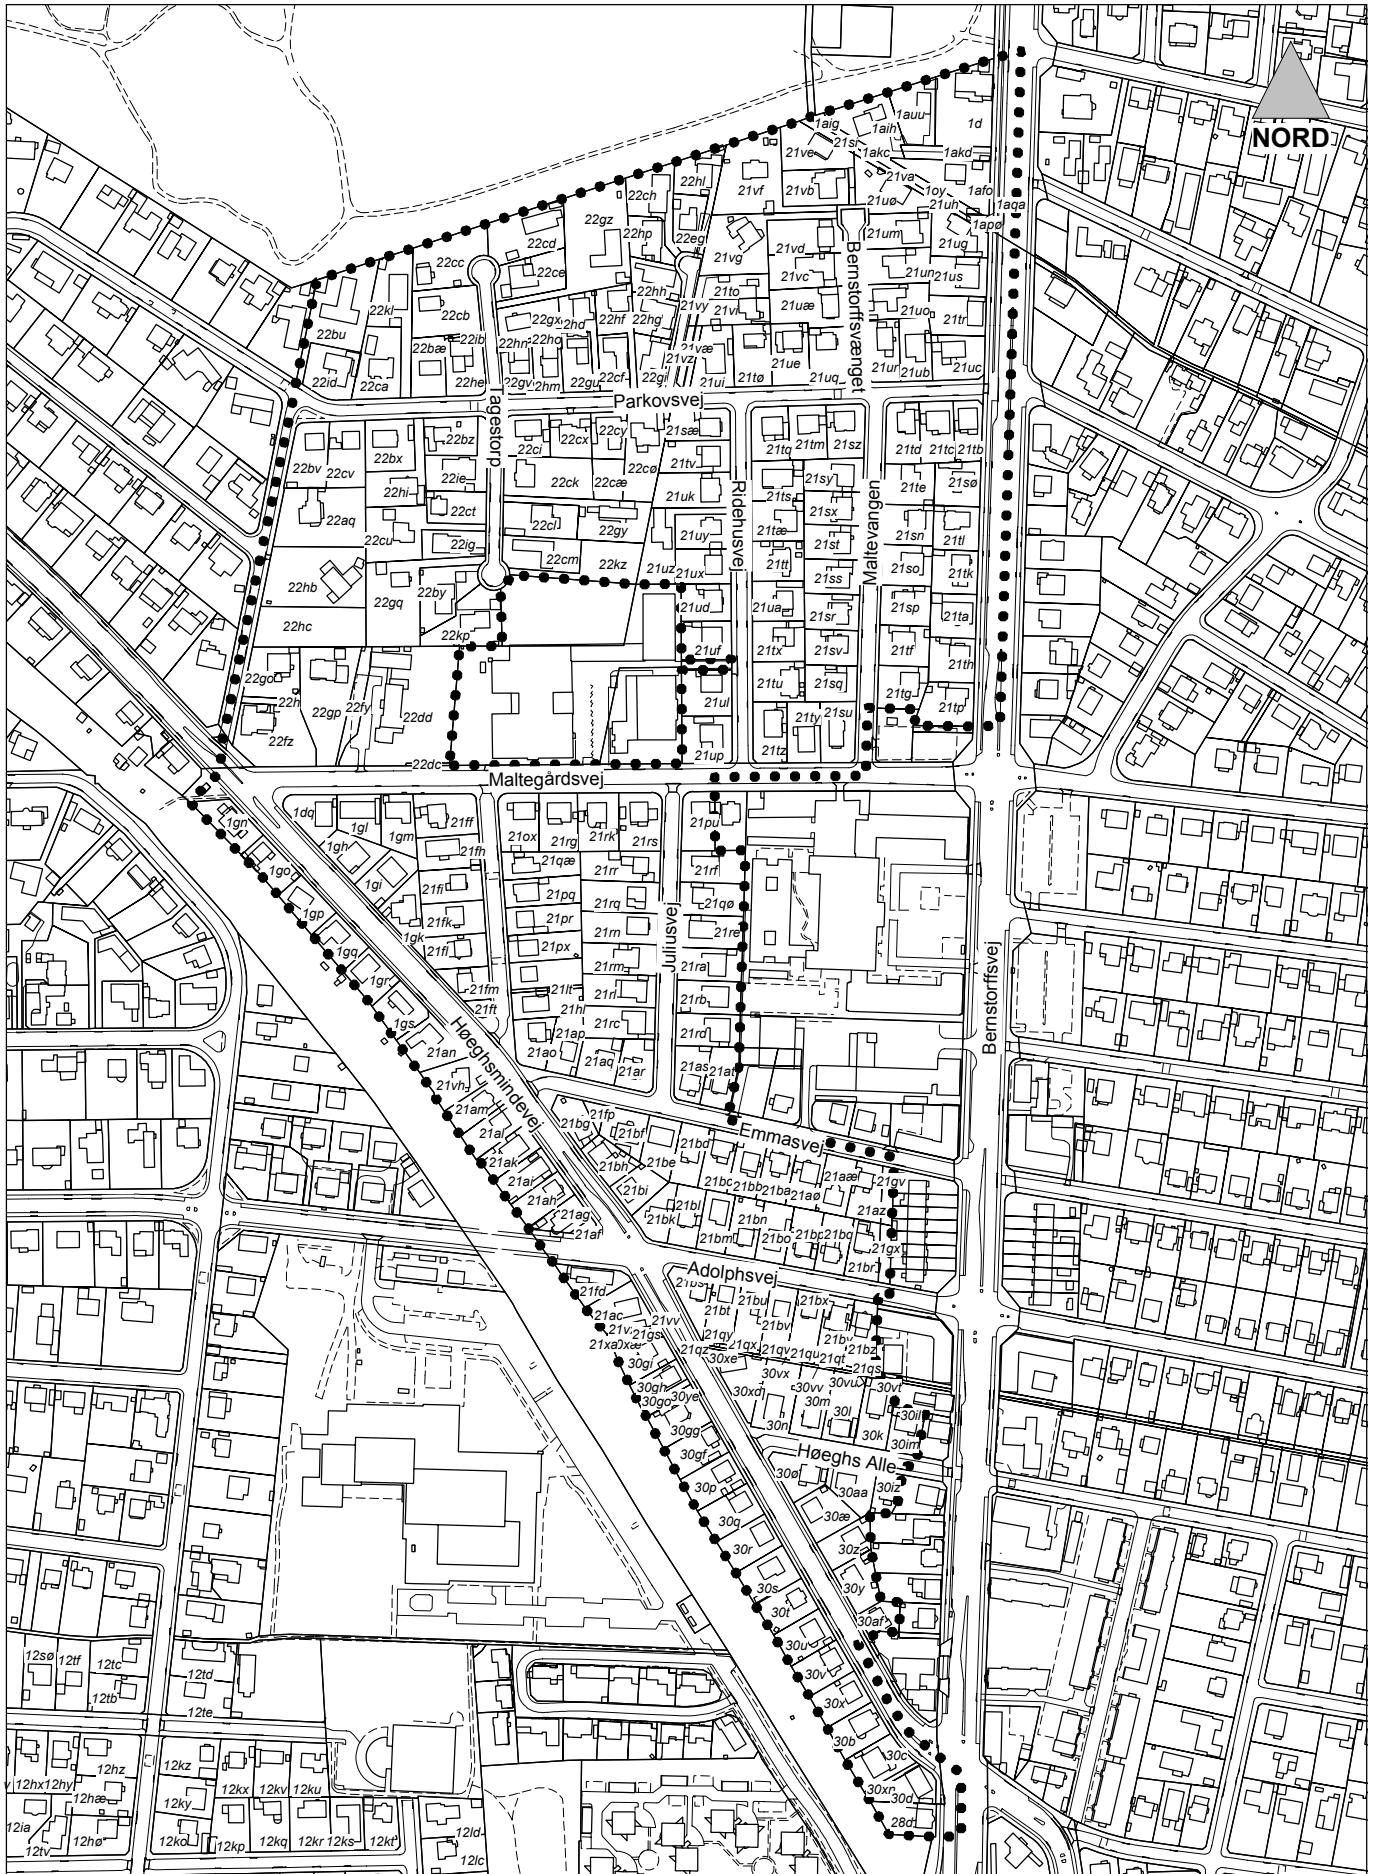 NORD
1aig
1auu
1aih
1d
21ve
21si
1akc
1akd
22hl
21vf
21vb
21va
1oy
1afo
22ch
21uø
21uh
1aqa
22gz
22hp
22eg
21um
1apø
22cd
21vg
21vd
21ug
22cc
22ce
21vc
21un
21us
22hh
21to
21uæ
22kl
22cb
21vy
21vi
21uo
21tr
22bu
22gx
22hd
22hf
22hg
22bæ
22ib
22hn
22ho
21væ
21vz
21ue
22id
22ca
22he
22gv
22hm
22gu
22cf
22gi
21ui
21tø
21uq
21ur
21ub
21uc
Bernstorffsvænget
Tagestorp
Parkovsvej
22bz
22ci
22cx
22cy
21sæ
21tq
21tm
21sz
21td
21tc
21tb
22bv
22cv
22bx
22ie
22cø
21tv
22hi
22ck
22cæ
21uk
21ts
21sy
21te
21sø
22aq
22ct
22cl
22gy
21tæ
21sx
Ridehusvej
Maltevangen
22cu
22ig
22cm
21uy
21st
21sn
21tl
22hb
22gq
22by
22kz
21uz
21ux
21tt
21ss
21so
21tk
21ud
21ua
21sr
21sp
21ta
22hc
22kp
21uf
21tx
21sv
21tf
21th
22go
22h
22gp
22fy
22dd
21ul
21tu
21sq
21tg
21tp
22fz
21up
21tz
21ty
21su
22dc
Maltegårdsvej
1gn
1dq
1gl
1gm
21ff
21ox
21rg
21rk
21rs
21pu
1gh
21fh
21qæ
21rr
21rf
1go
1gi
21fi
21pq
21rq
21qø
1gp
21fk
21pr
21re
1gq
1gk
21fl
21px
21rm
21ra
Juliusvej
1gr
21fm
21lt
21rl
21rb
Bernstorffsvej
1gs
21ft
21hl
21rc
21rd
21an
21ap
21ao
21aq
21ar
21as
21at
Høeghsmindevej
21vh
21am
21al
21bg
21fp
21bf
Emmasvej
21ak
21bh
21be
21bd
21ai
21bi
21bc
21bb
21ba
21aø
21aæ
21gv
21ah
21bl
21az
21ag
21bk
21bn
21af
21bm
21bo
21bp
21bq
21gx
21br
Adolphsvej
21fd
21bs
21bu
21bx
21ac
21vv
21bt
21bv
21gs
21qy
21by
21bz
21qz
21qx
21qv
21qu
21qt
21qs
30gi
30xe
30vx
30gh
30ye
30xd
30vv
30vu
30vt
30go
30m
30gg
30n
30l
30k
30il
30im
30gf
Høeghs Alle
30p
30ø
30aa
30iz
30q
30æ
30r
30z
30s
30y
30t
30af
30u
30v
30x
30b
30c
30xn
30d
28d
12sø
12tf
12tc
12td
12tb
12te
12hx
12hy
12hz
12kz
12kx
12kv
12ku
12hæ
12ky
12ia
12tv
12hø
12ko
12kp
12kq
12kr
12ks
12kt
12ld
12lc